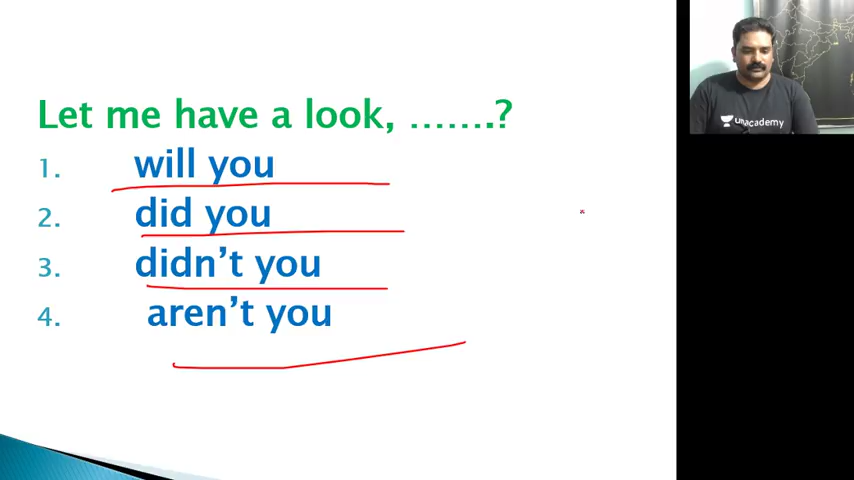 Let me have a look, …….?
1. will you
2. did you
3. didn’t you
4. aren’t you
unacademy